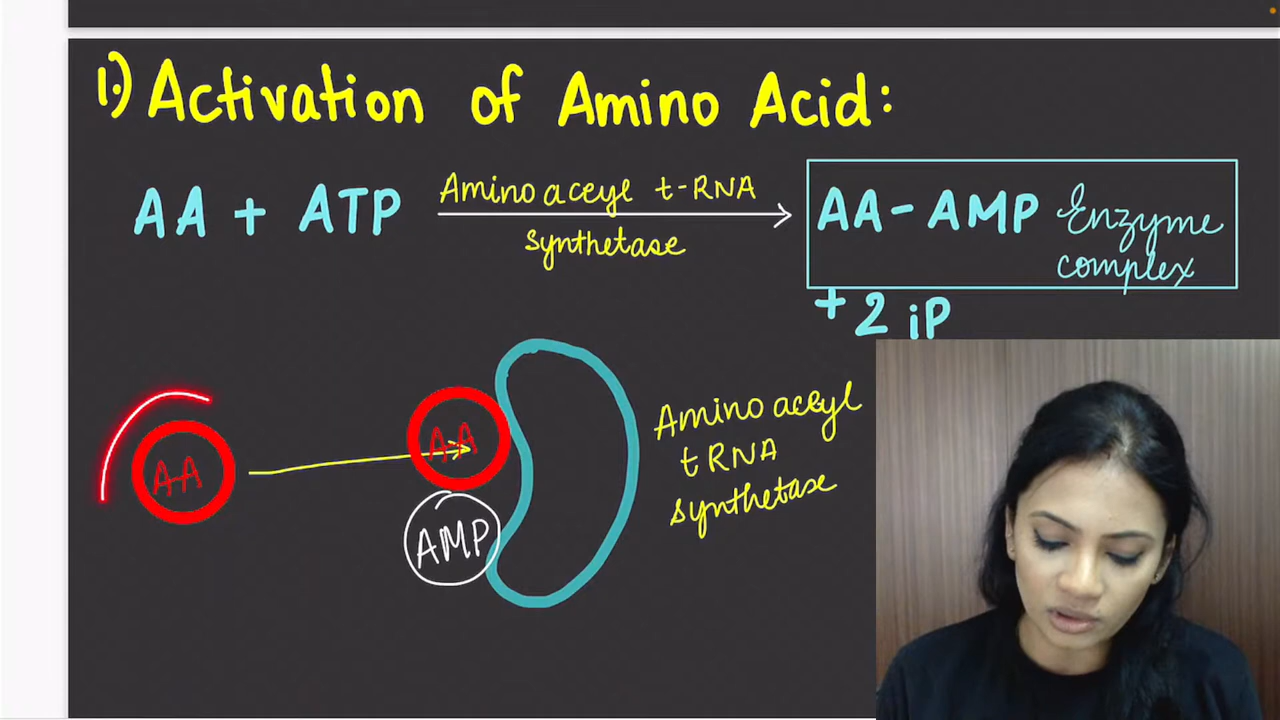 1.) Activation of Amino Acid:
AA + ATP
Amino aceyl t-RNA
synthetase
AA - AMP Enzyme
complex
+ 2 iP
AA
AA
AMP
Amino aceyl
tRNA
synthetase